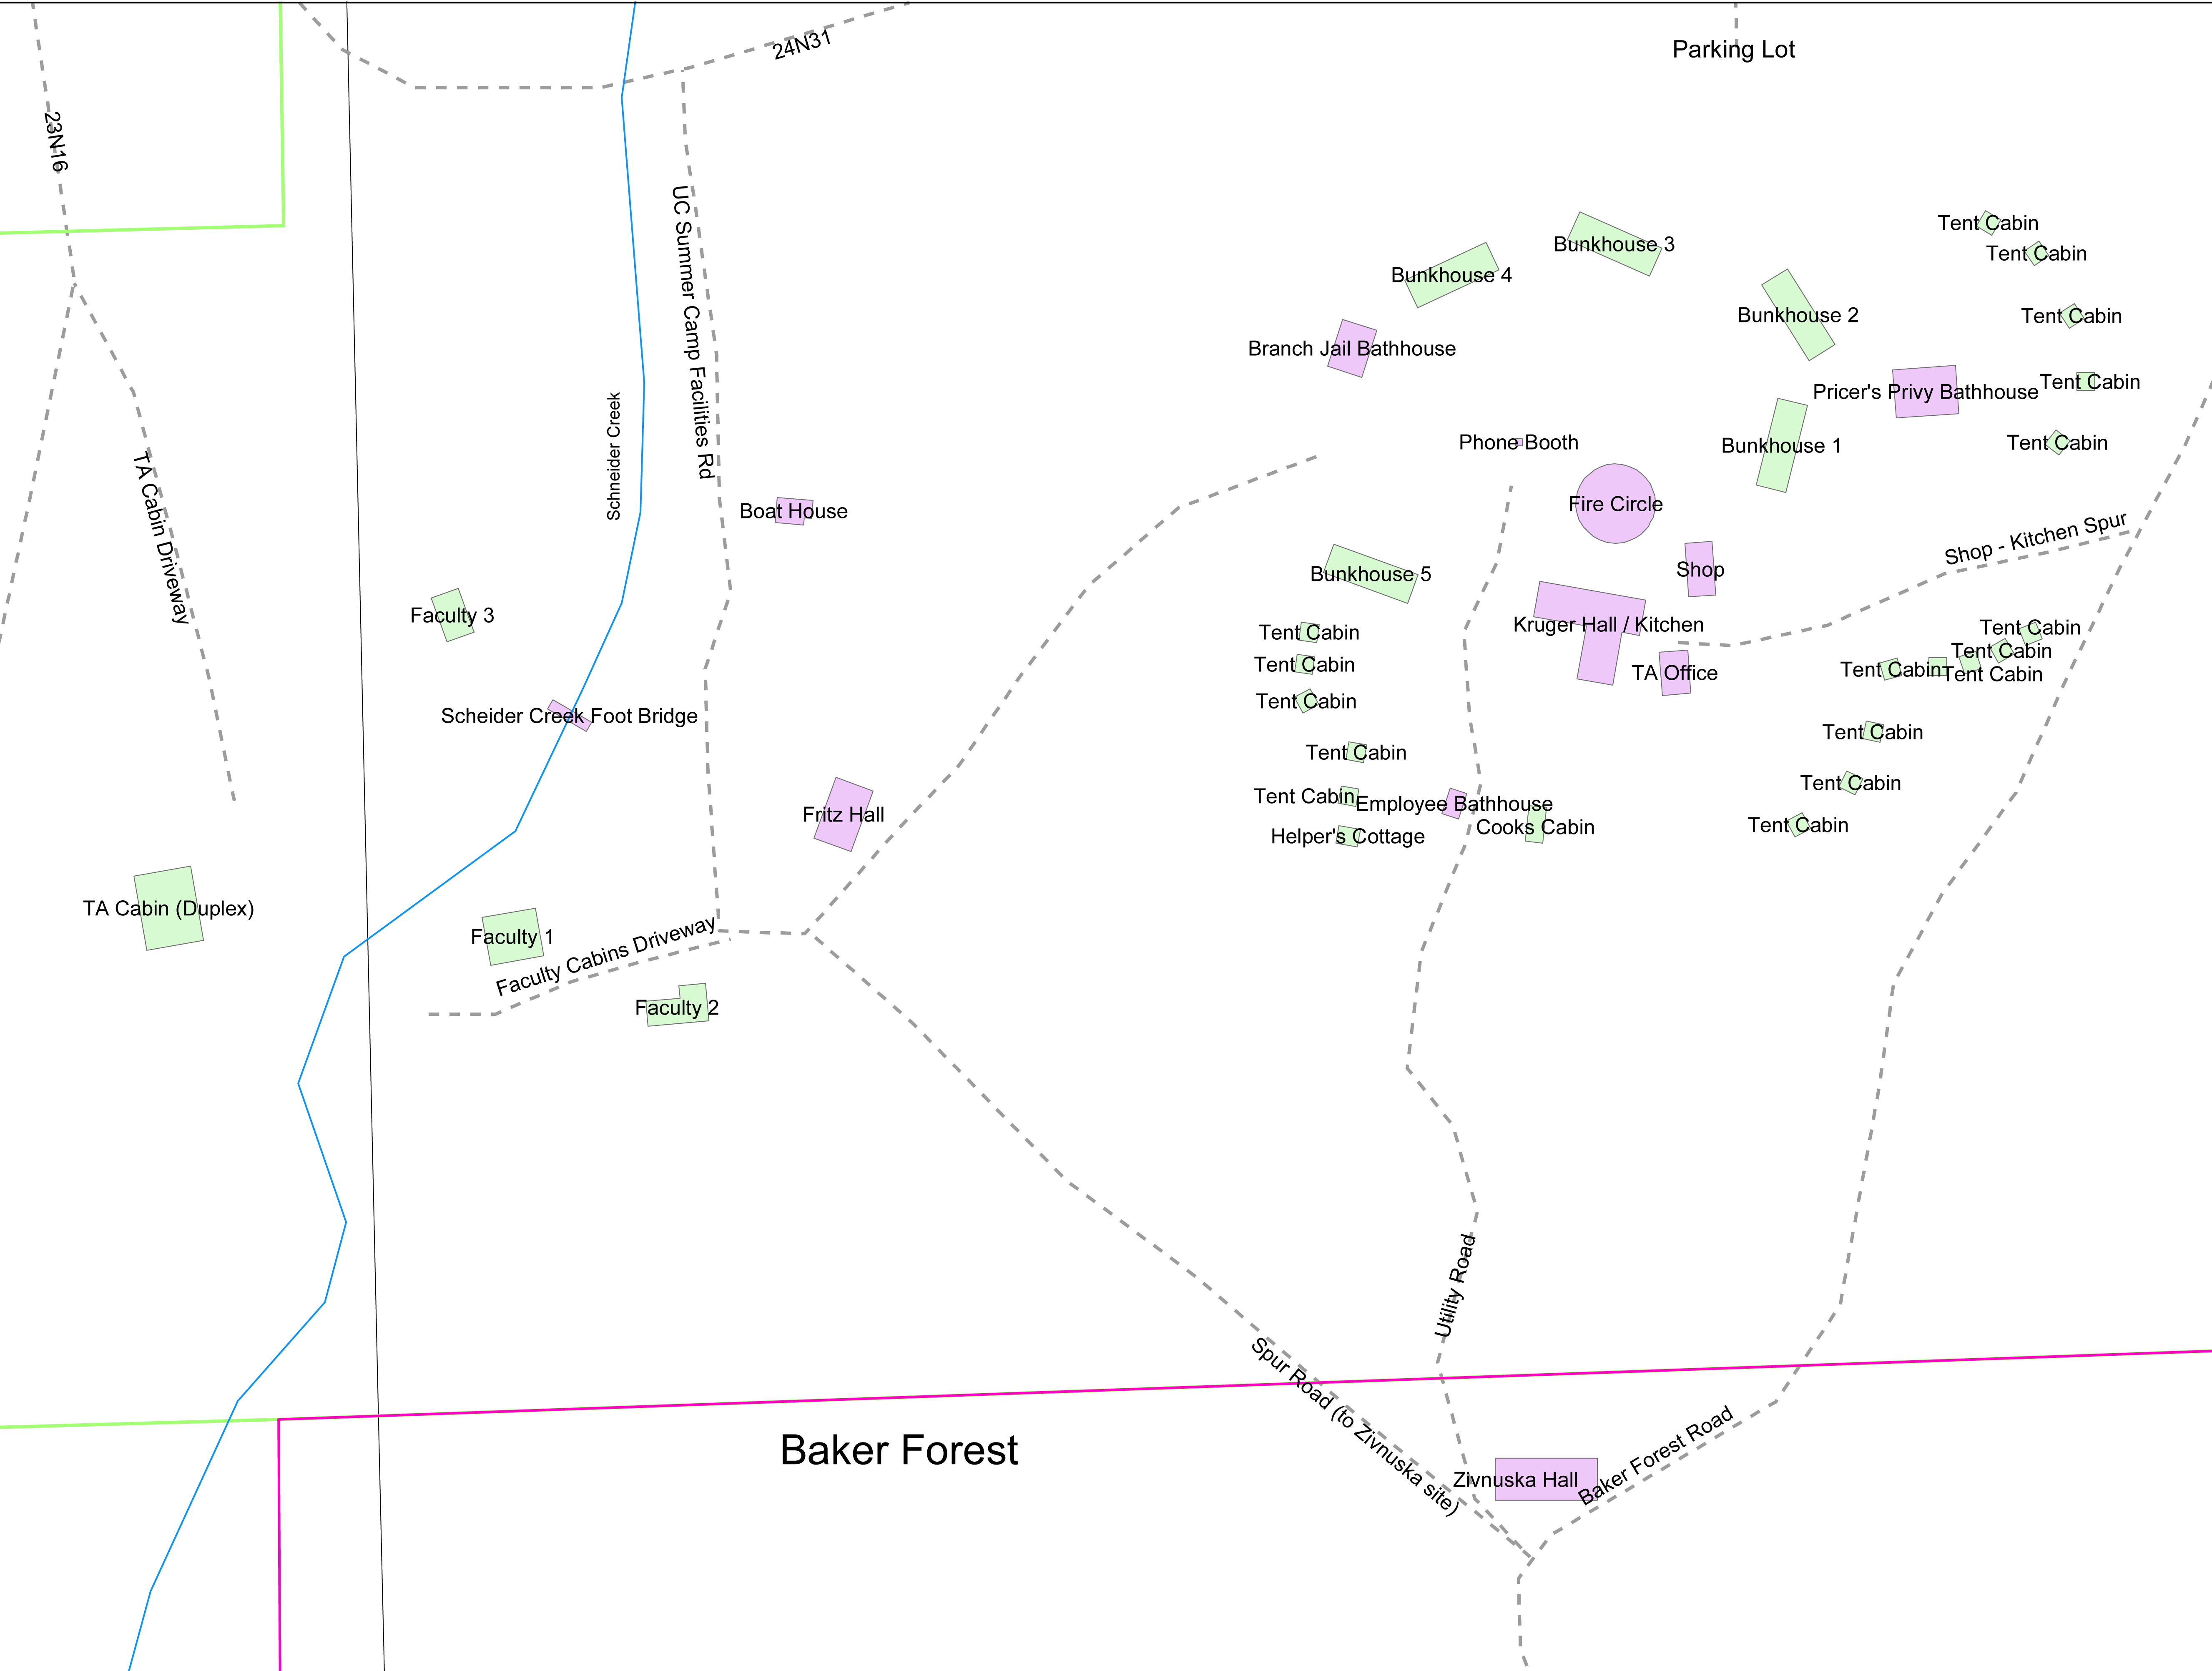 24N31
Parking Lot
23N16
UC Summer Camp Facilities Rd
Tent Cabin
Bunkhouse 3
Tent Cabin
Bunkhouse 4
Bunkhouse 2
Tent Cabin
Branch Jail Bathhouse
Tent Cabin
Pricer's Privy Bathhouse
Schneider Creek
Phone Booth
Bunkhouse 1
Tent Cabin
Fire Circle
Boat House
TA Cabin Driveway
Shop - Kitchen Spur
Shop
Bunkhouse 5
Faculty 3
Kruger Hall / Kitchen
Tent Cabin
Tent Cabin
Tent Cabin
Tent Cabin
Tent Cabin
Tent Cabin
TA Office
Tent Cabin
Scheider Creek Foot Bridge
Tent Cabin
Tent Cabin
Tent Cabin
Tent Cabin
Employee Bathhouse
Fritz Hall
Cooks Cabin
Tent Cabin
Helper's Cottage
TA Cabin (Duplex)
Faculty 1
Faculty Cabins Driveway
Faculty 2
Utility Road
Spur Road (to Zivnuska site)
Baker Forest
Baker Forest Road
Zivnuska Hall